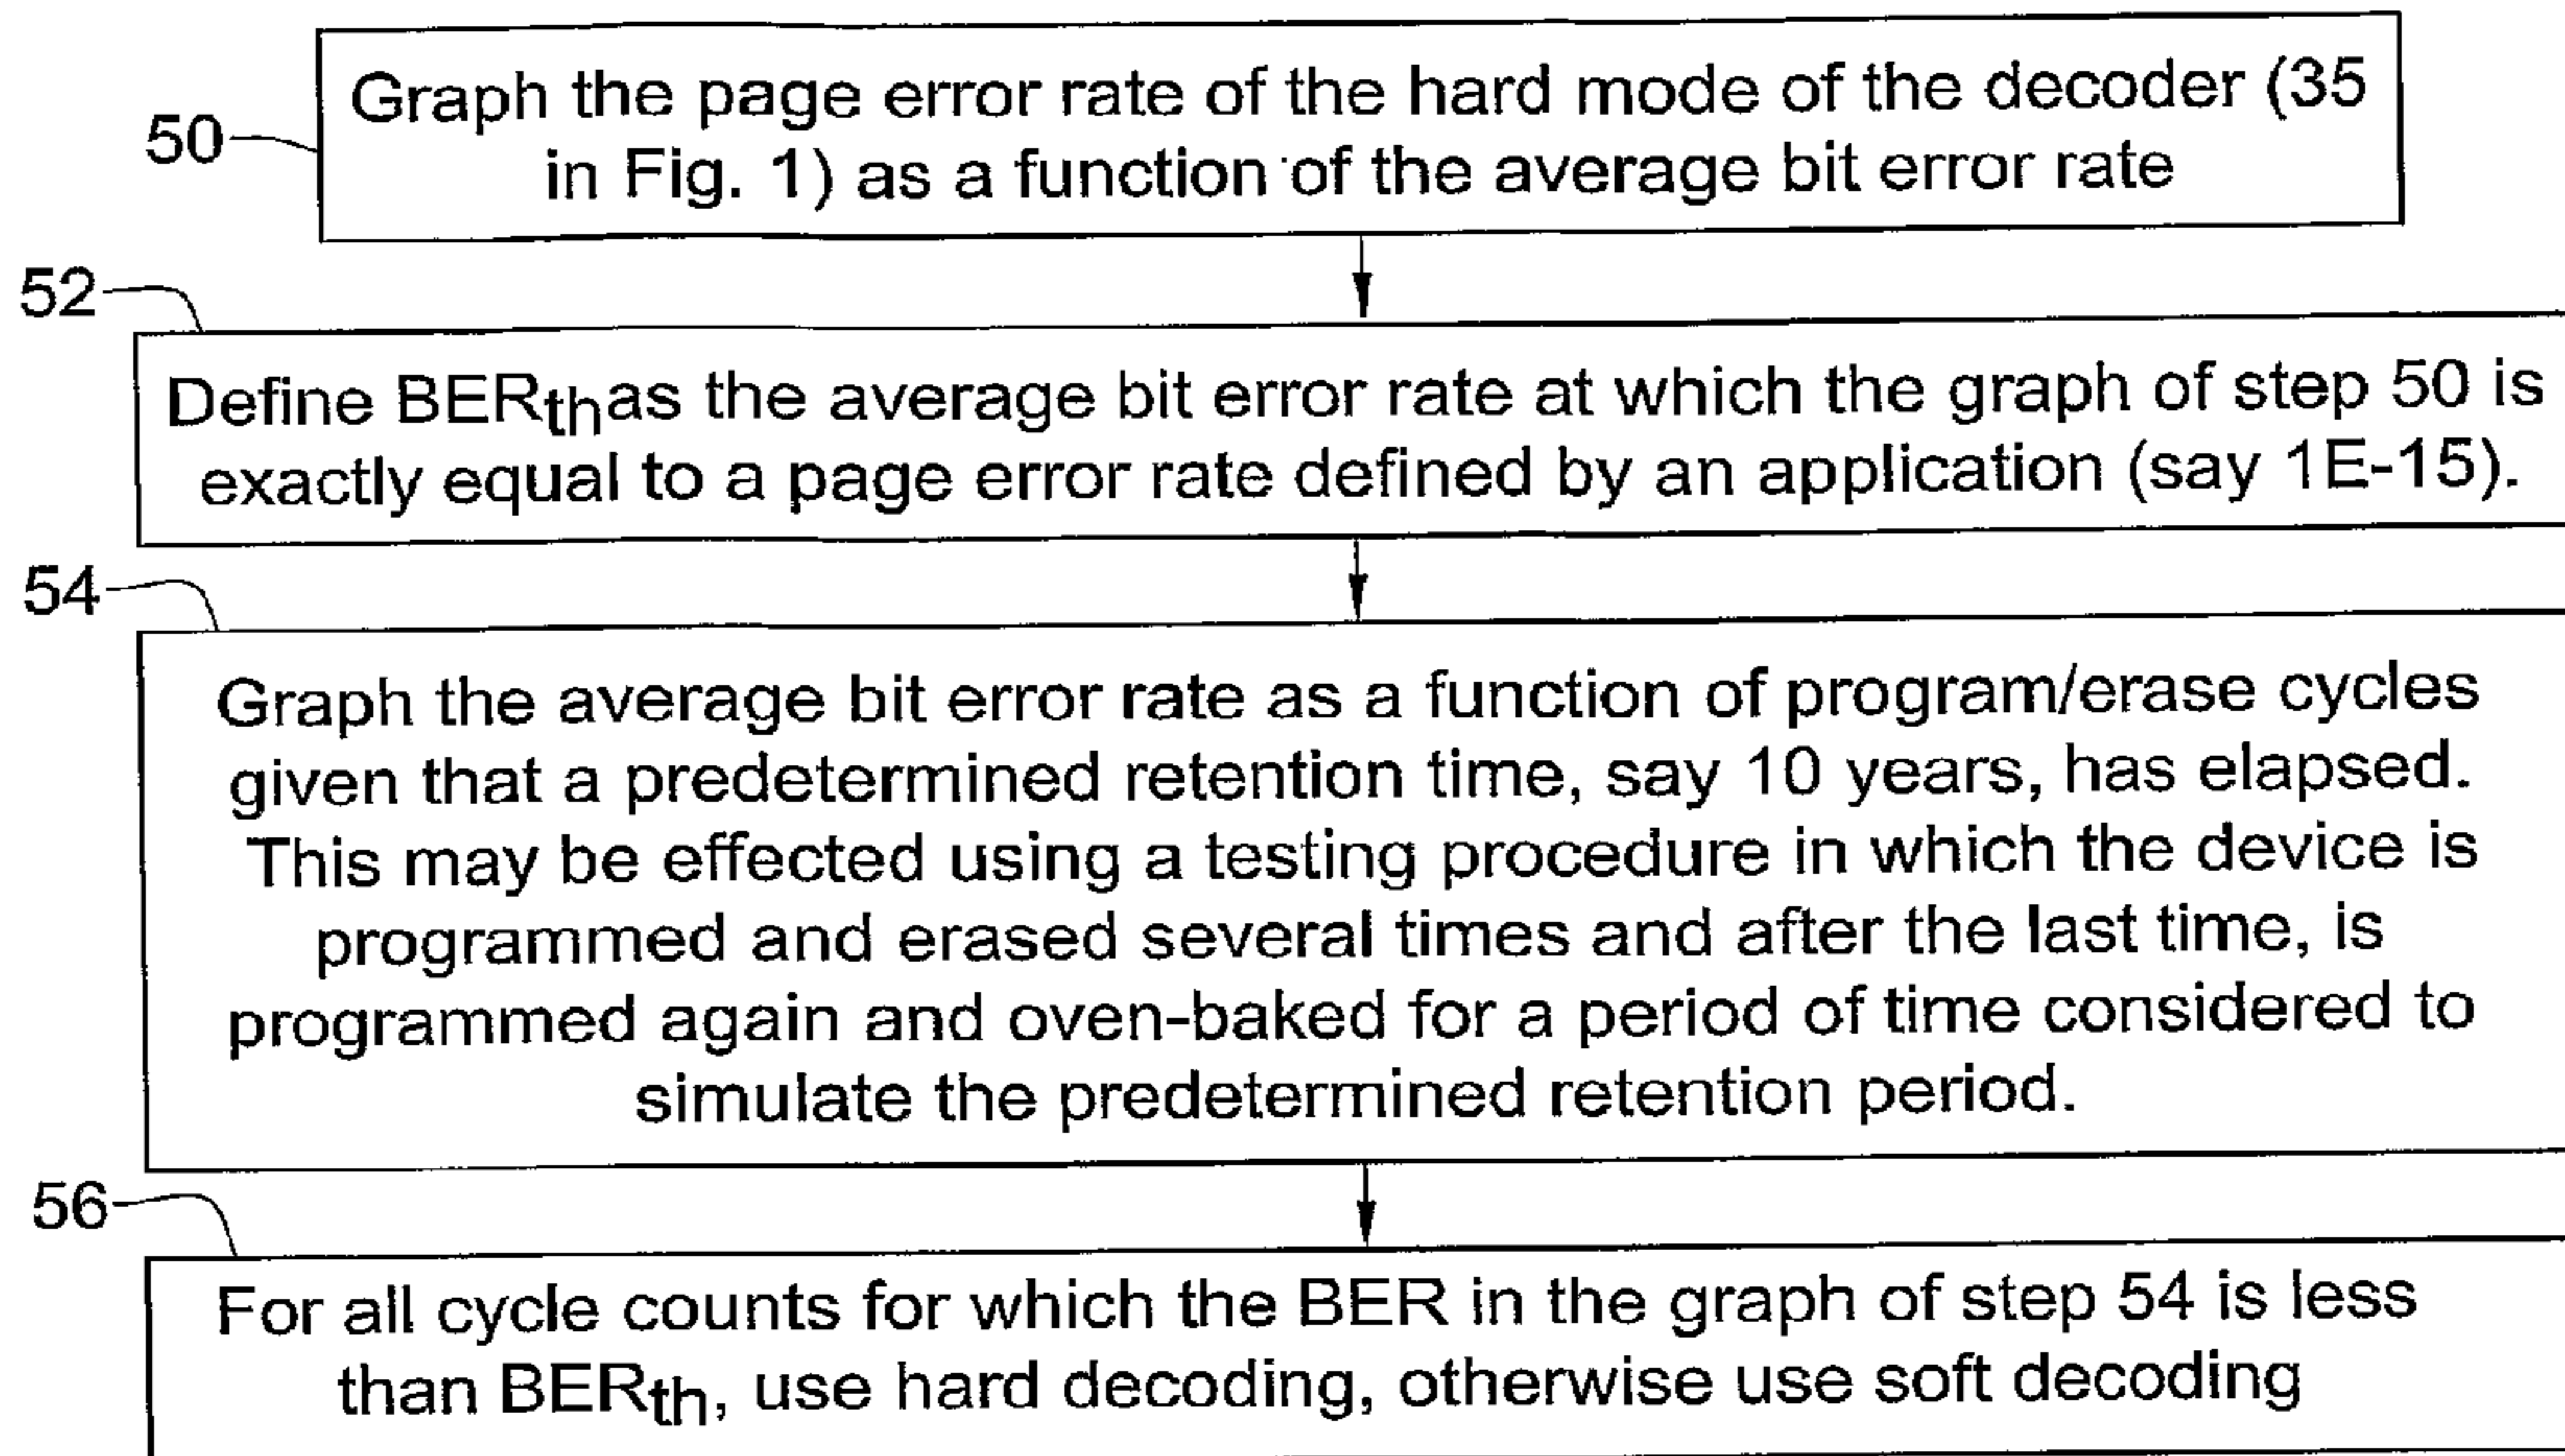 Graph the page error rate of the hard mode of the decoder (35
50
in Fig. 1) as a function of the average bit error rate
52
Define BERth as the average bit error rate at which the graph of step 50 is
exactly equal to a page error rate defined by an application (say 1E-15).
54
Graph the average bit error rate as a function of program/erase cycles
given that a predetermined retention time, say 10 years, has elapsed.
This may be effected using a testing procedure in which the device is
programmed and erased several times and after the last time, is
programmed again and oven-baked for a period of time considered to
simulate the predetermined retention period.
56
For all cycle counts for which the BER in the graph of step 54 is less
than BERth, use hard decoding, otherwise use soft decoding